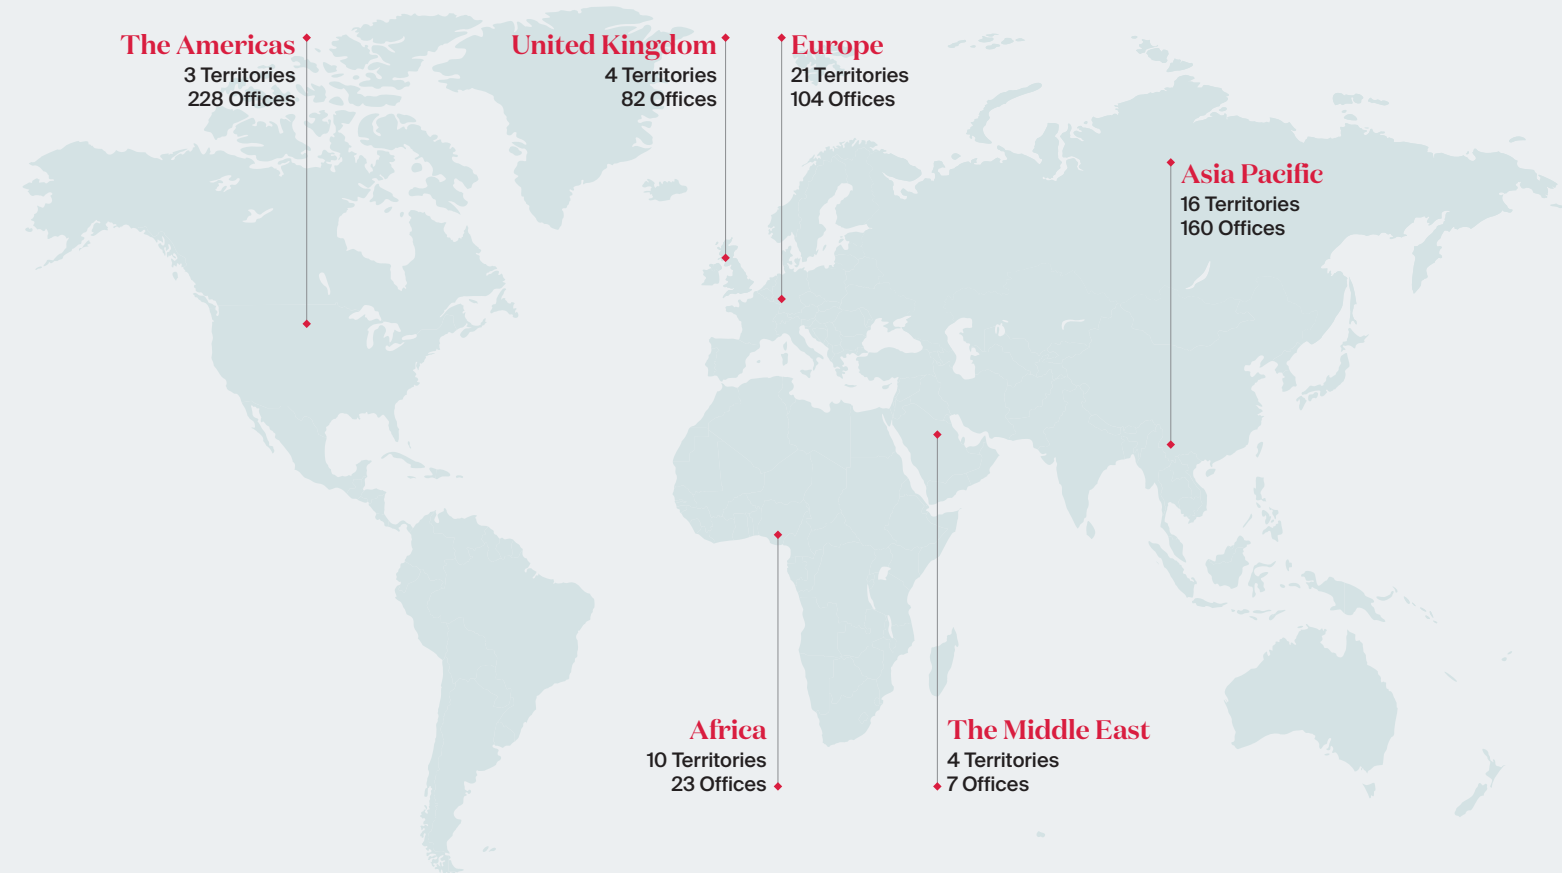 The Americas
3 Territories
228 Offices
United Kingdom
4 Territories
82 Offices
Europe
21 Territories
104 Offices
Asia Pacific
16 Territories
160 Offices
Africa
10 Territories
23 Offices
The Middle East
4 Territories
7 Offices